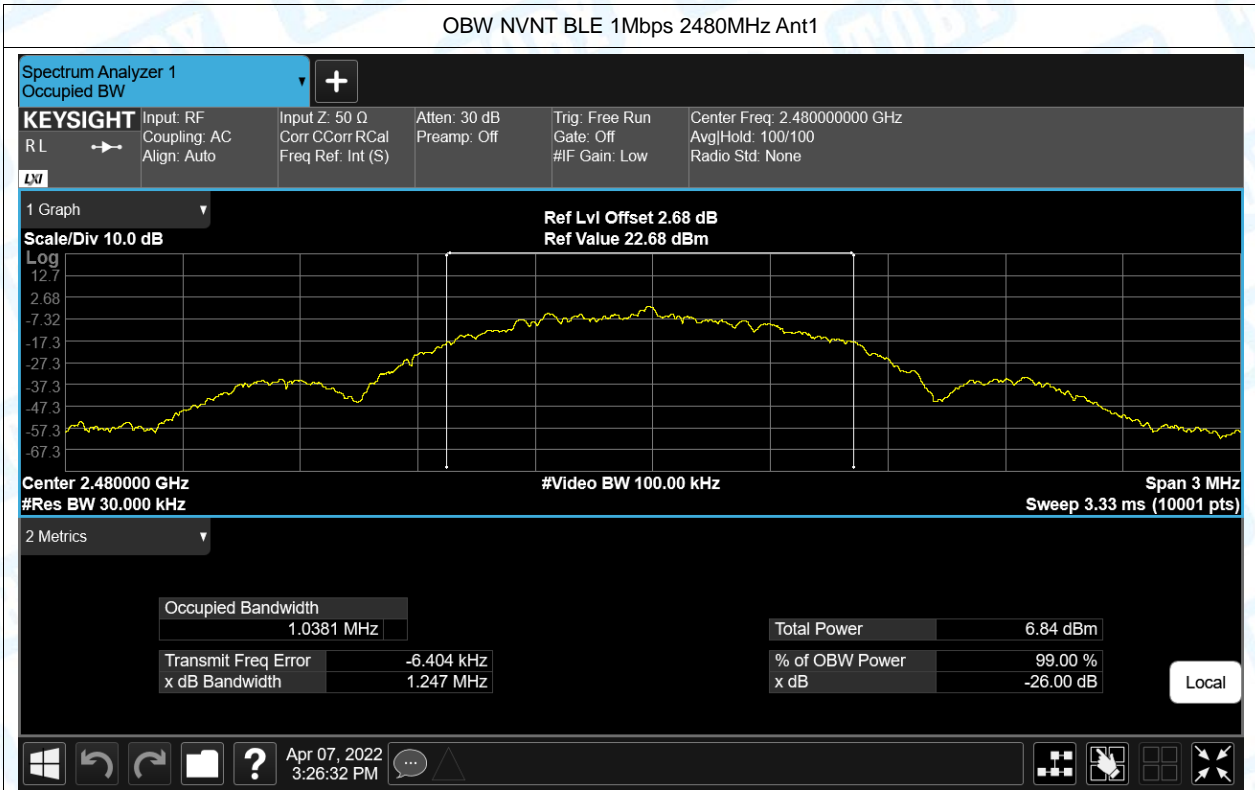 OBW NVNT BLE 1Mbps 2480MHz Ant1
Spectrum Analyzer 1
Occupied BW
KEYSIGHT
R L
LXI
Input: RF
Coupling: AC
Align: Auto
Input Z: 50 Ω
Corr CCorr RCal
Freq Ref: Int (S)
Atten: 30 dB
Preamp: Off
Trig: Free Run
Gate: Off
#IF Gain: Low
Center Freq: 2.480000000 GHz
Avg|Hold: 100/100
Radio Std: None
1 Graph
Scale/Div 10.0 dB
Ref Lvl Offset 2.68 dB
Ref Value 22.68 dBm
Log
12.7
2.68
-7.32
-17.3
-27.3
-37.3
-47.3
-57.3
-67.3
Center 2.480000 GHz
#Res BW 30.000 kHz
#Video BW 100.00 kHz
Span 3 MHz
Sweep 3.33 ms (10001 pts)
2 Metrics
Occupied Bandwidth
1.0381 MHz
Transmit Freq Error -6.404 kHz
x dB Bandwidth 1.247 MHz
Total Power 6.84 dBm
% of OBW Power 99.00 %
x dB -26.00 dB
Local
?
Apr 07, 2022
3:26:32 PM